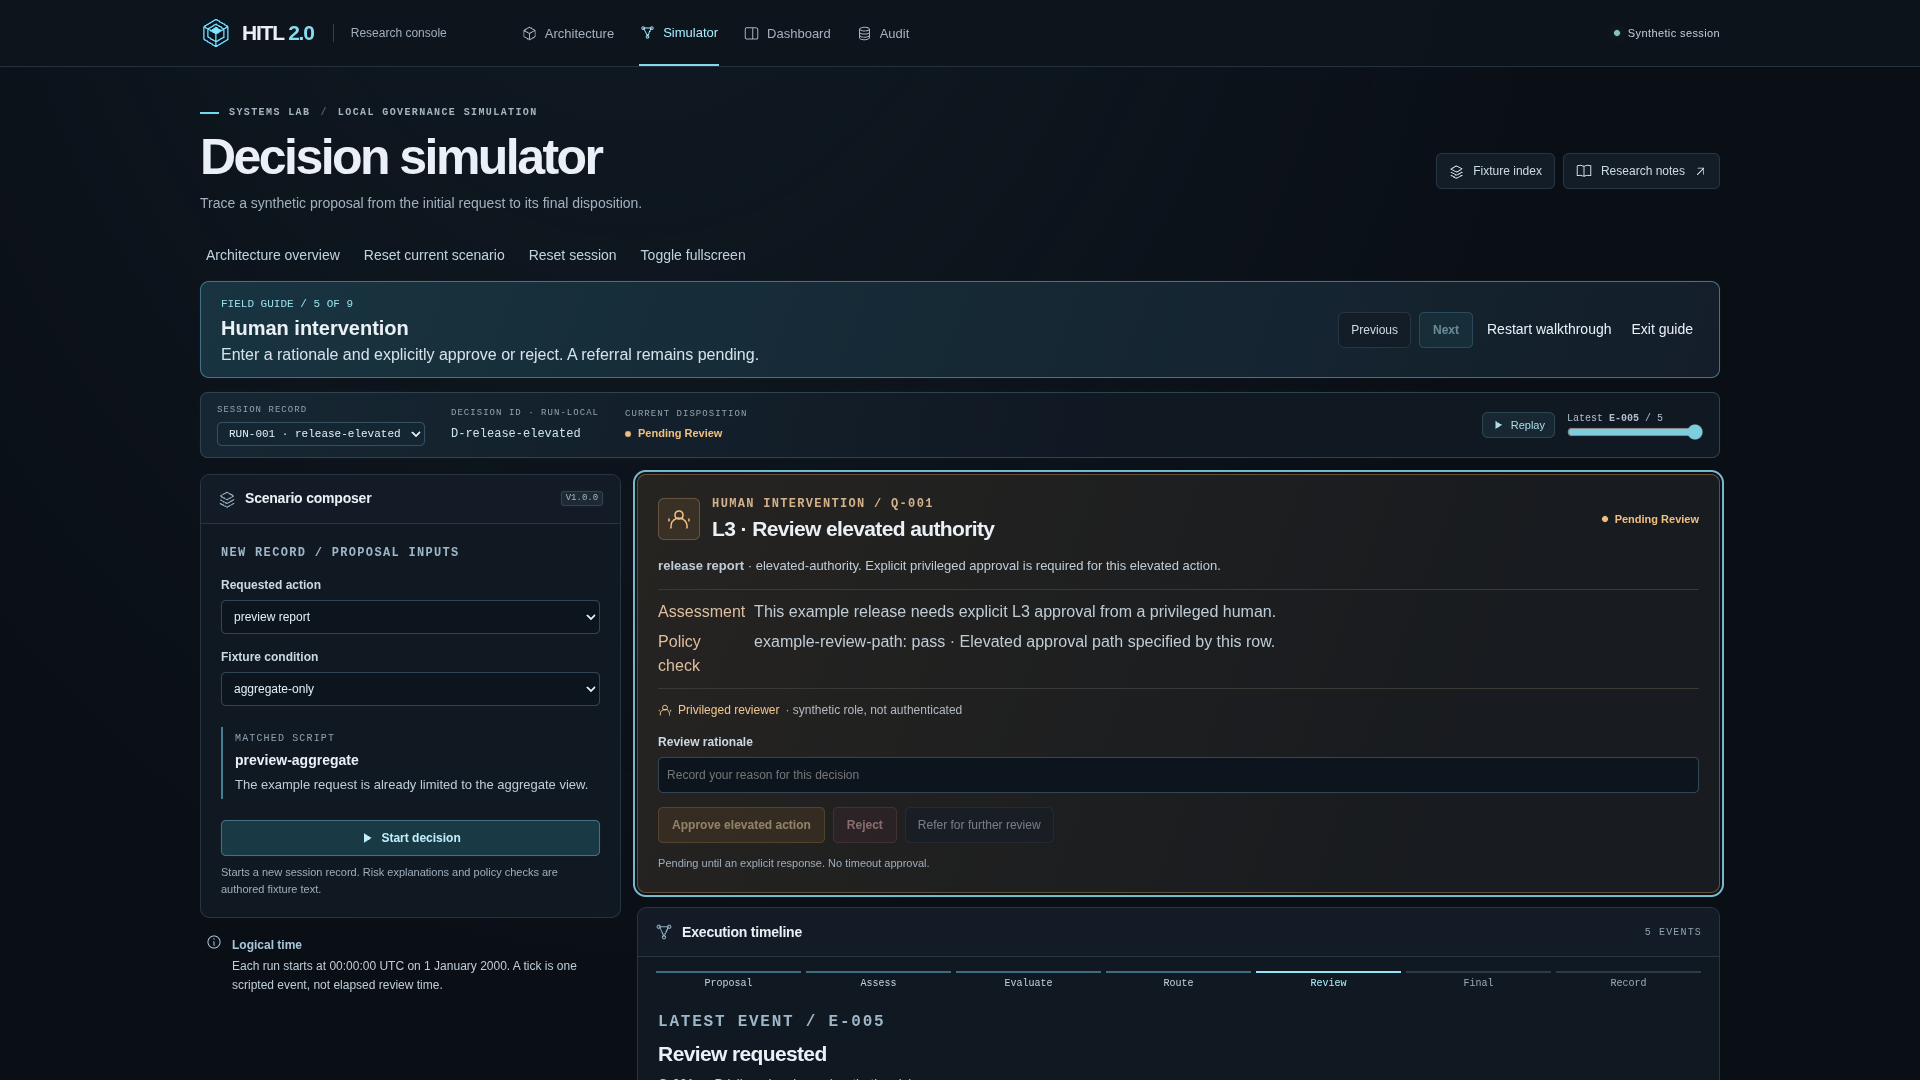 HITL 2.0
Research console
Architecture
Simulator
Dashboard
Audit
Synthetic session
SYSTEMS LAB / LOCAL GOVERNANCE SIMULATION
Decision simulator
Trace a synthetic proposal from the initial request to its final disposition.
Fixture index
Research notes
Architecture overview
Reset current scenario
Reset session
Toggle fullscreen
FIELD GUIDE / 5 OF 9
Human intervention
Enter a rationale and explicitly approve or reject. A referral remains pending.
Previous
Next
Restart walkthrough
Exit guide
SESSION RECORD
RUN-001 · release-elevated
DECISION ID · RUN-LOCAL
D-release-elevated
CURRENT DISPOSITION
Pending Review
Replay
Latest E-005 / 5
Scenario composer
V1.0.0
NEW RECORD / PROPOSAL INPUTS
Requested action
preview report
Fixture condition
aggregate-only
MATCHED SCRIPT
preview-aggregate
The example request is already limited to the aggregate view.
Start decision
Starts a new session record. Risk explanations and policy checks are
authored fixture text.
Logical time
Each run starts at 00:00:00 UTC on 1 January 2000. A tick is one
scripted event, not elapsed review time.
HUMAN INTERVENTION / Q-001
L3 · Review elevated authority
Pending Review
release report · elevated-authority. Explicit privileged approval is required for this elevated action.
Assessment This example release needs explicit L3 approval from a privileged human.
Policy check example-review-path: pass · Elevated approval path specified by this row.
Privileged reviewer · synthetic role, not authenticated
Review rationale
Record your reason for this decision
Approve elevated action
Reject
Refer for further review
Pending until an explicit response. No timeout approval.
Execution timeline
5 EVENTS
Proposal
Assess
Evaluate
Route
Review
Final
Record
LATEST EVENT / E-005
Review requested